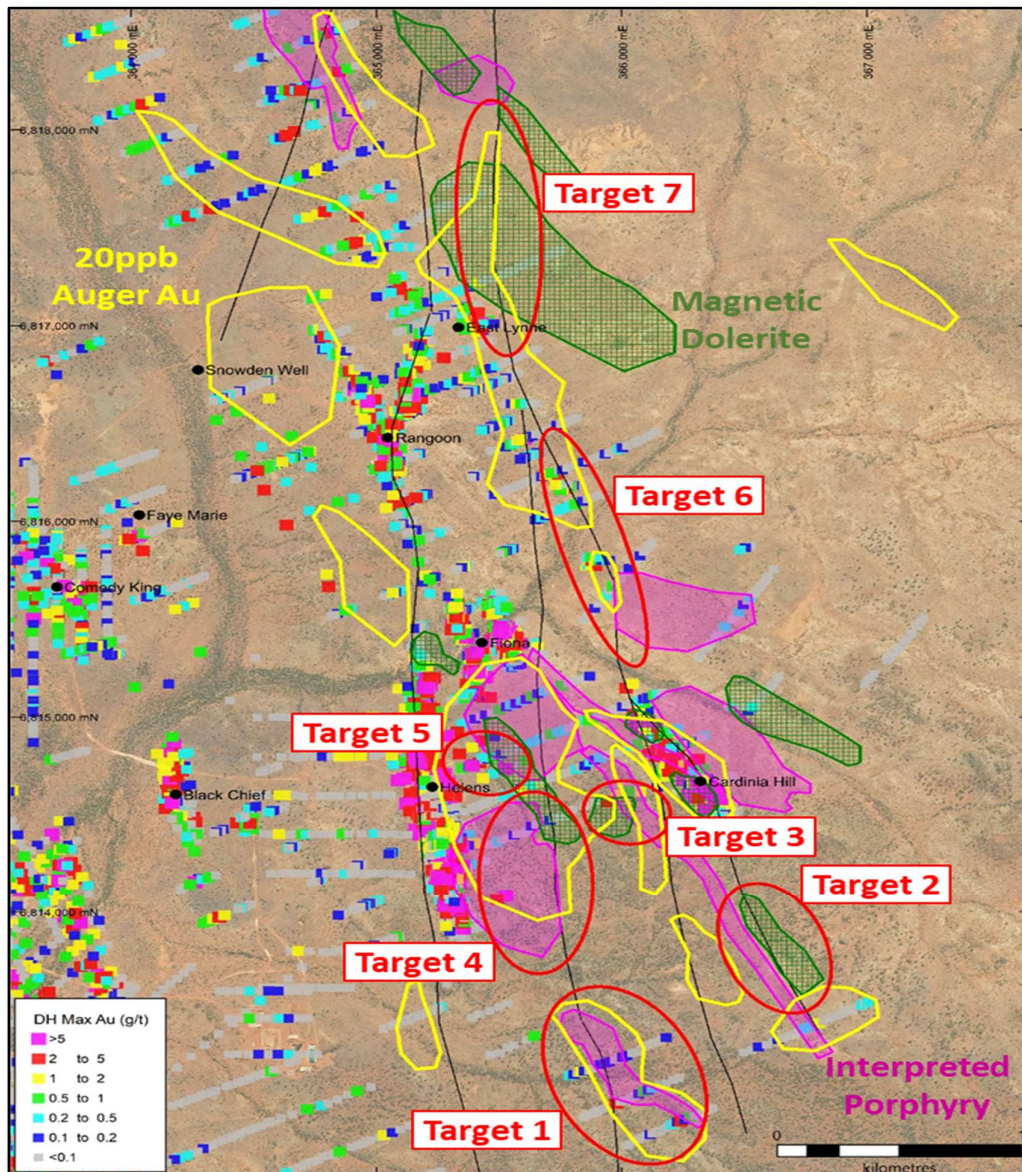 364,000 mE
365,000 mE
366,000 mE
367,000 mE
6,818,000 mN
Target 7
20ppb
Auger Au
Magnetic
Dolerite
6,817,000 mN
East Lynne
Snowden Well
Rangoon
Target 6
Faye Marie
6,816,000 mN
Comedy King
Fiona
6,815,000 mN
Target 5
Cardinia Hill
Helens
Black Chief
Target 3
Target 2
6,814,000 mN
Target 4
DH Max Au (g/t)
>5
2 to 5
1 to 2
0.5 to 1
0.2 to 0.5
0.1 to 0.2
<0.1
Interpreted
Porphyry
Target 1
0
1
kilometres